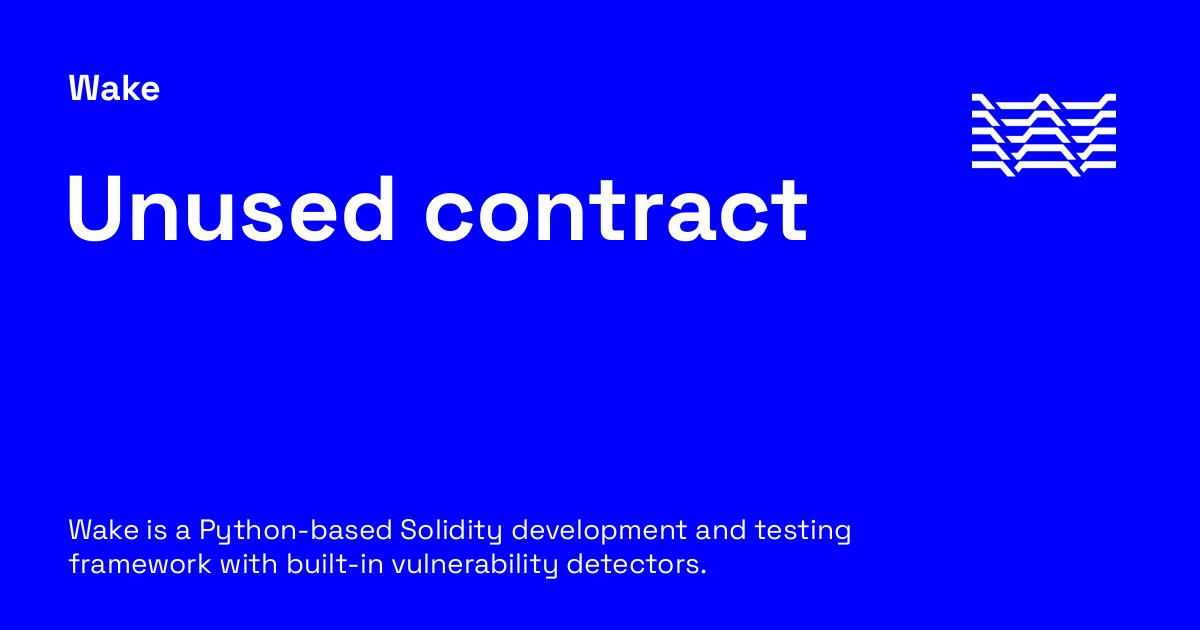 Wake
Unused contract
Wake is a Python-based Solidity development and testing
framework with built-in vulnerability detectors.